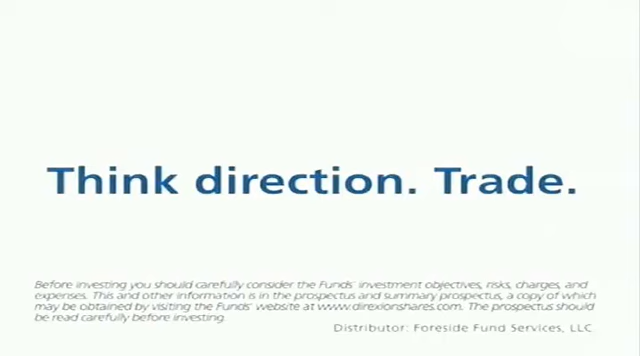 Think direction. Trade.
Before investing you should carefully consider the Funds' investment objectives, risks, charges, and
expenses. This and other information is in the prospectus and summary prospectus, a copy of which
may be obtained by visiting the Funds' website at www.direxionshares.com. The prospectus should
be read carefully before investing.
Distributor: Foreside Fund Services, LLC.